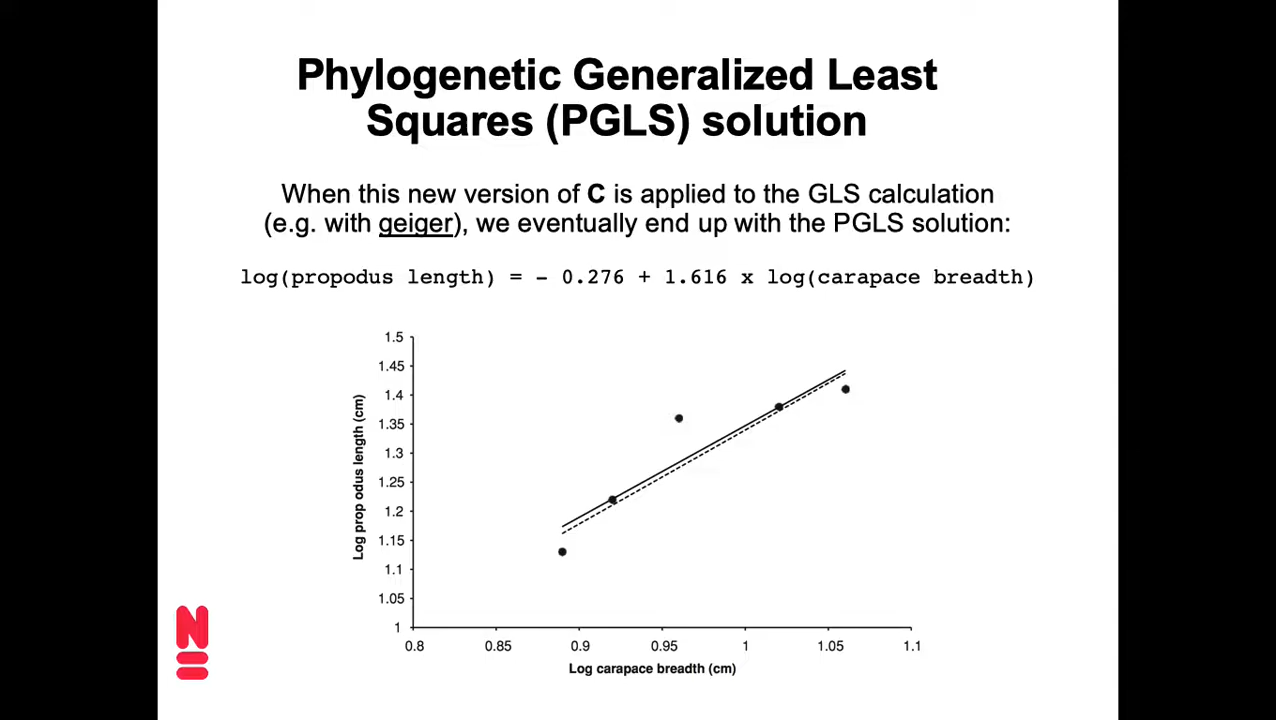 Phylogenetic Generalized Least
Squares (PGLS) solution
When this new version of C is applied to the GLS calculation
(e.g. with geiger), we eventually end up with the PGLS solution:
log(propodus length) = - 0.276 + 1.616 x log(carapace breadth)
1.5
1.45
1.4
1.35
1.3
1.25
1.2
1.15
1.1
1.05
1
Log prop odus length (cm)
0.8 0.85 0.9 0.95 1 1.05 1.1
Log carapace breadth (cm)
N